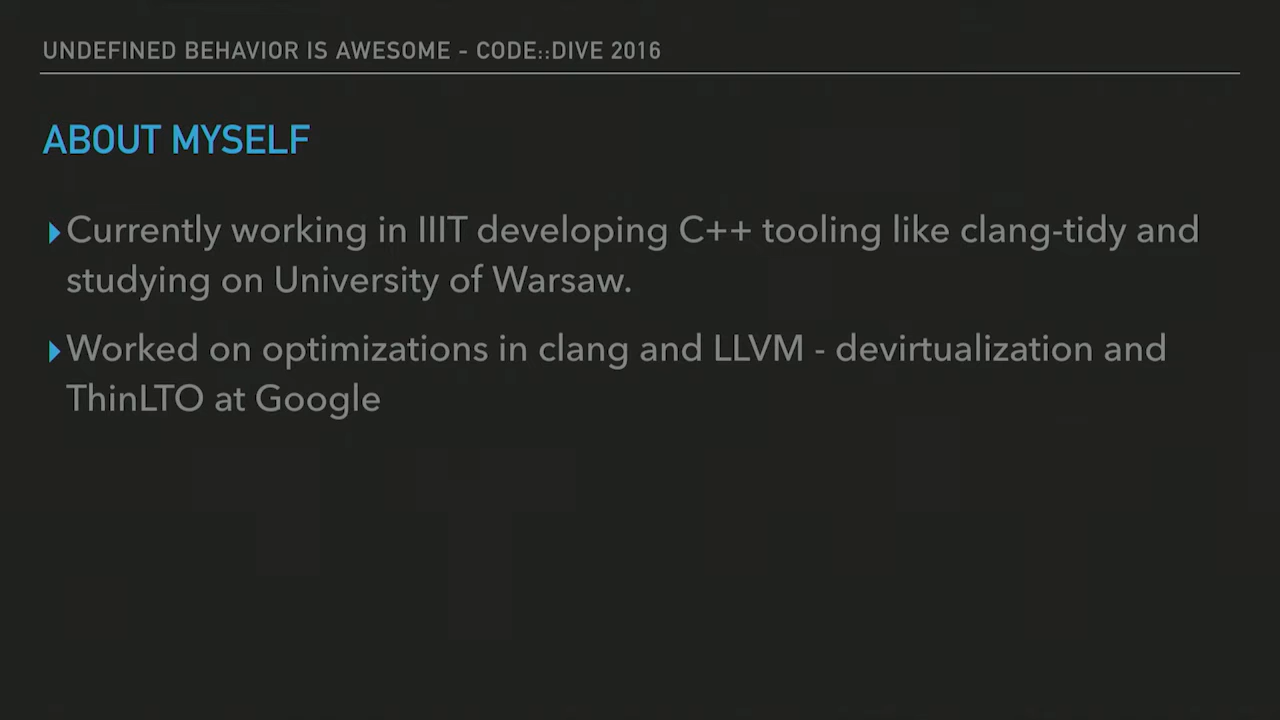 UNDEFINED BEHAVIOR IS AWESOME - CODE::DIVE 2016
ABOUT MYSELF
Currently working in IIIT developing C++ tooling like clang-tidy and
studying on University of Warsaw.
Worked on optimizations in clang and LLVM - devirtualization and
ThinLTO at Google